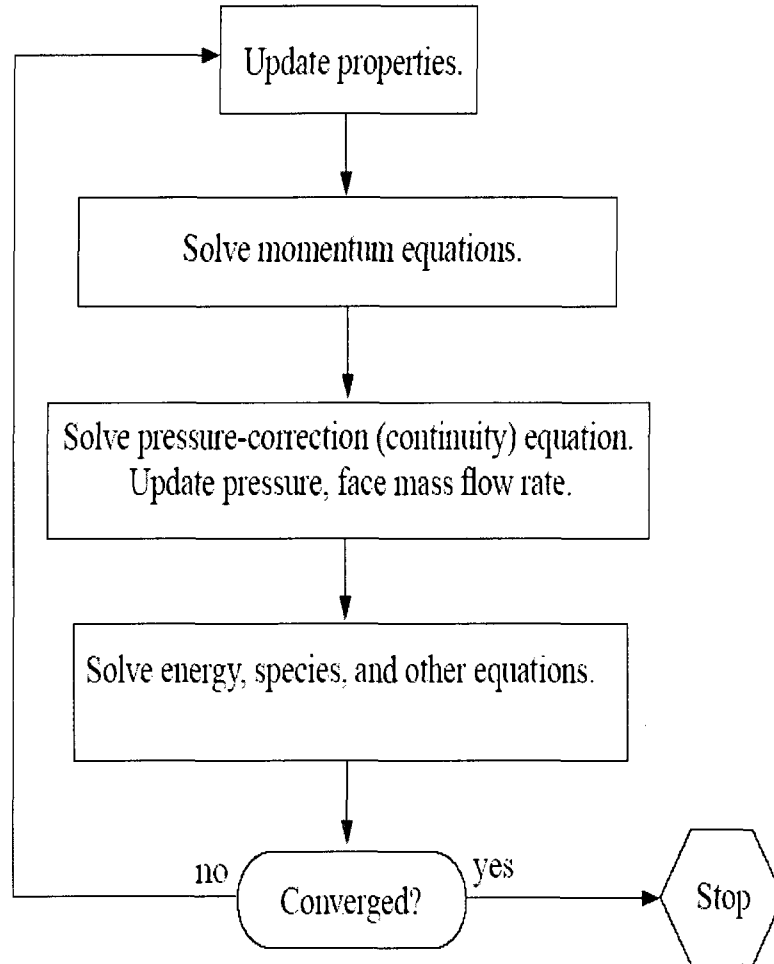 Update properties.
Solve momentum equations.
Solve pressure-correction (continuity) equation.
Update pressure, face mass flow rate.
Solve energy, species, and other equations.
no
Converged?
yes
Stop